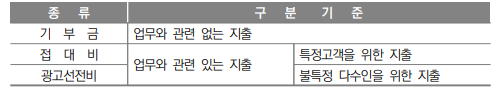 종 류 구 분 기 준
기 부 금 업무와 관련 없는 지출
접 대 비 업무와 관련 있는 지출 특정고객을 위한 지출
광고선전비 불특정 다수인을 위한 지출